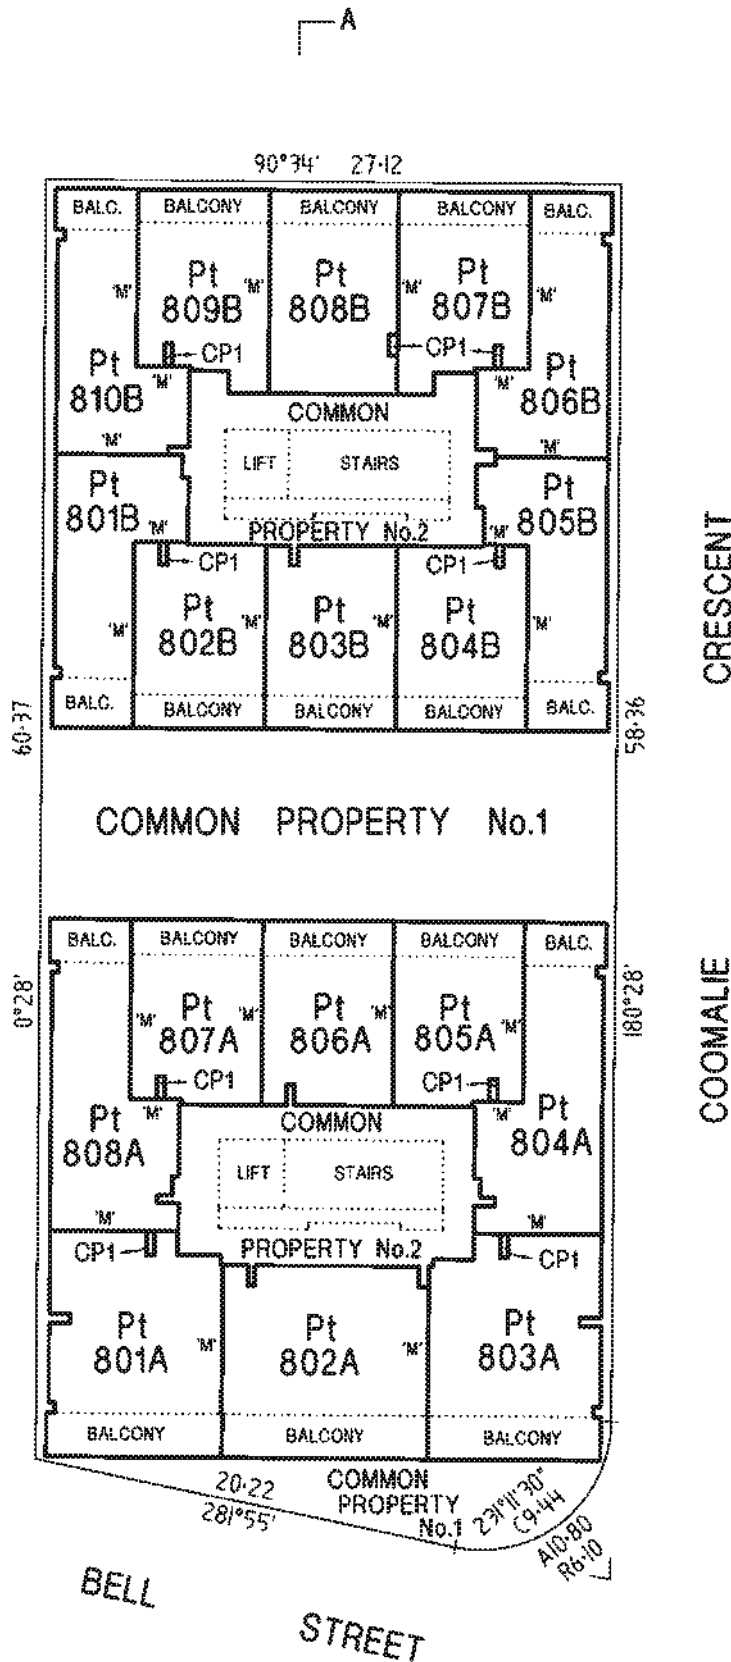 A
90°34' 27·12
BALC. BALCONY BALCONY BALCONY BALC.
Pt 809B
Pt 808B
Pt 807B
'M' 'M' 'M' 'M'
CP1 CP1
Pt 810B
'M' 'M'
Pt 806B
COMMON
'M' 'M'
LIFT STAIRS
Pt 801B
Pt 805B
'M' 'M'
PROPERTY No.2
CP1 CP1
Pt 802B
Pt 803B
Pt 804B
'M' 'M' 'M' 'M'
BALC. BALCONY BALCONY BALCONY BALC.
60·37
58·36
CRESCENT
COMMON PROPERTY No.1
BALC. BALCONY BALCONY BALCONY BALC.
0°28'
180°28'
COOMALIE
Pt 807A
Pt 806A
Pt 805A
'M' 'M' 'M' 'M'
CP1 CP1
'M' 'M'
Pt 808A
Pt 804A
COMMON
LIFT STAIRS
'M' 'M'
CP1 PROPERTY No.2 CP1
Pt 801A
Pt 802A
Pt 803A
'M' 'M'
BALCONY BALCONY BALCONY
20·22
281°55'
COMMON
PROPERTY
No.1
231°11'30"
C9·44
A10·80
R6·10
BELL
STREET